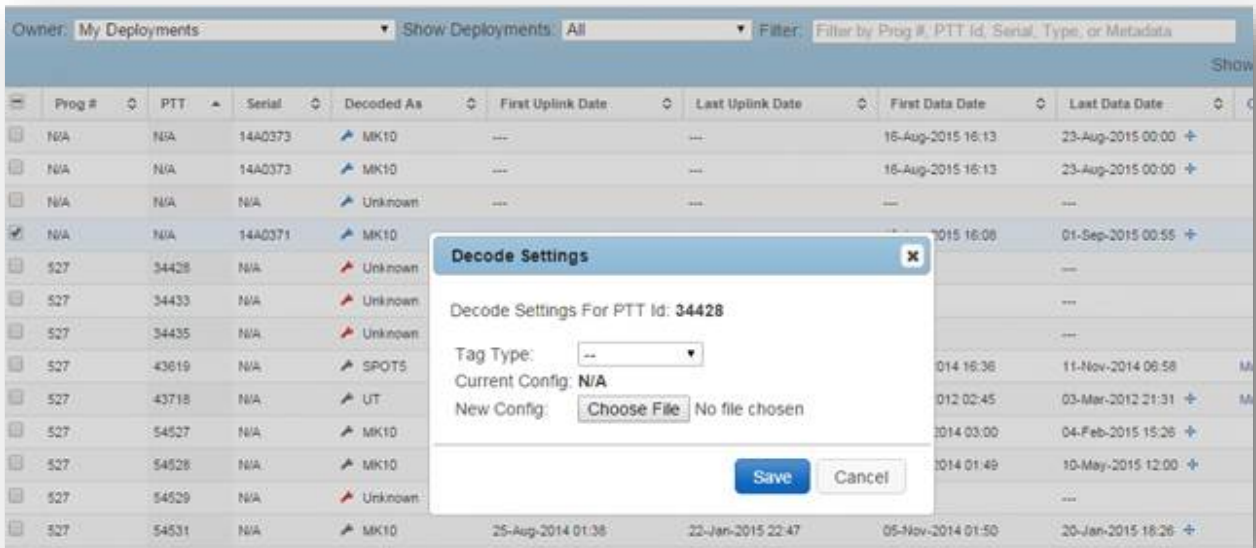 Owner: My Deployments Show Deployments: All Filter: Filter by Prog #, PTT Id, Serial, Type, or Metadata
Show
Prog # PTT Serial Decoded As First Uplink Date Last Uplink Date First Data Date Last Data Date
N/A N/A 14A0373 MK10 --- --- 16-Aug-2015 16:13 23-Aug-2015 00:00
N/A N/A 14A0373 MK10 --- --- 16-Aug-2015 16:13 23-Aug-2015 00:00
N/A N/A N/A Unknown --- --- --- ---
N/A N/A 14A0371 MK10 2015 16:08 01-Sep-2015 00:55
Decode Settings
527 34428 N/A Unknown ---
Decode Settings For PTT Id: 34428
527 34433 N/A Unknown ---
527 34435 N/A Unknown ---
Tag Type: --
527 43619 N/A SPOT5 014 16:36 11-Nov-2014 06:58
Current Config: N/A
527 43718 N/A UT 012 02:45 03-Mar-2012 21:31
New Config: Choose File No file chosen
527 54527 N/A MK10 2014 03:00 04-Feb-2015 15:26
527 54528 N/A MK10 2014 01:49 10-May-2015 12:00
Save Cancel
527 54529 N/A Unknown ---
527 54531 N/A MK10 25-Aug-2014 01:38 22-Jan-2015 22:47 05-Nov-2014 01:50 20-Jan-2015 18:26